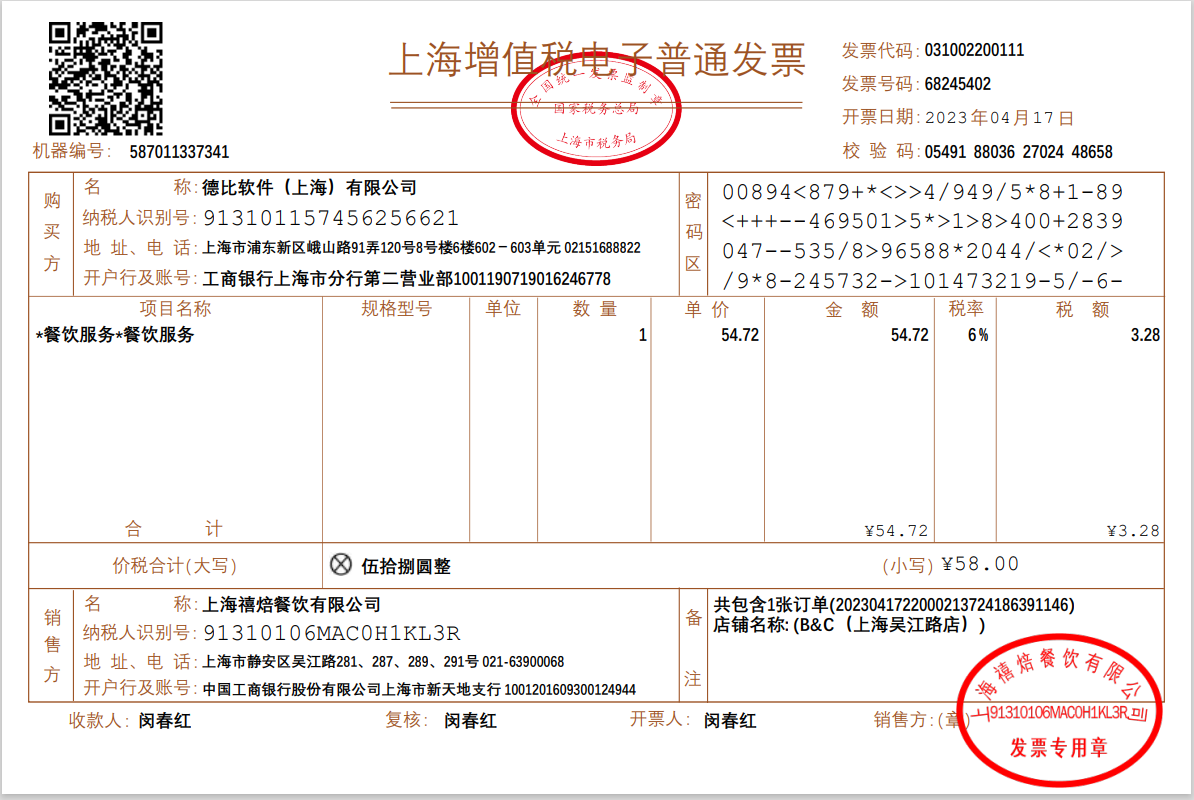 上海增值税电子普通发票
全国统一发票监制章
国家税务总局
上海市税务局
发票代码: 031002200111
发票号码: 68245402
开票日期: 2023年04月17日
机器编号: 587011337341
校验码: 05491 88036 27024 48658
购买方
名称: 德比软件（上海）有限公司
纳税人识别号: 913101157456256621
地址、电话: 上海市浦东新区峨山路91弄120号8号楼6楼602－603单元 02151688822
开户行及账号: 工商银行上海市分行第二营业部1001190719016246778
密码区
00894<879+*<>>4/949/5*8+1-89
<+++--469501>5*>1>8>400+2839
047--535/8>96588*2044/<*02/>
/9*8-245732->101473219-5/-6-
项目名称 规格型号 单位 数量 单价 金额 税率 税额
*餐饮服务*餐饮服务 1 54.72 54.72 6% 3.28
合计 ¥54.72 ¥3.28
价税合计(大写) 伍拾捌圆整 (小写) ¥58.00
销售方
名称: 上海禧焙餐饮有限公司
纳税人识别号: 91310106MAC0H1KL3R
地址、电话: 上海市静安区吴江路281、287、289、291号 021-63900068
开户行及账号: 中国工商银行股份有限公司上海市新天地支行 1001201609300124944
备注
共包含1张订单(2023041722000213724186391146)
店铺名称: (B&C（上海吴江路店）)
收款人: 闵春红 复核: 闵春红 开票人: 闵春红 销售方:(章)
上海禧焙餐饮有限公司
91310106MAC0H1KL3R
发票专用章